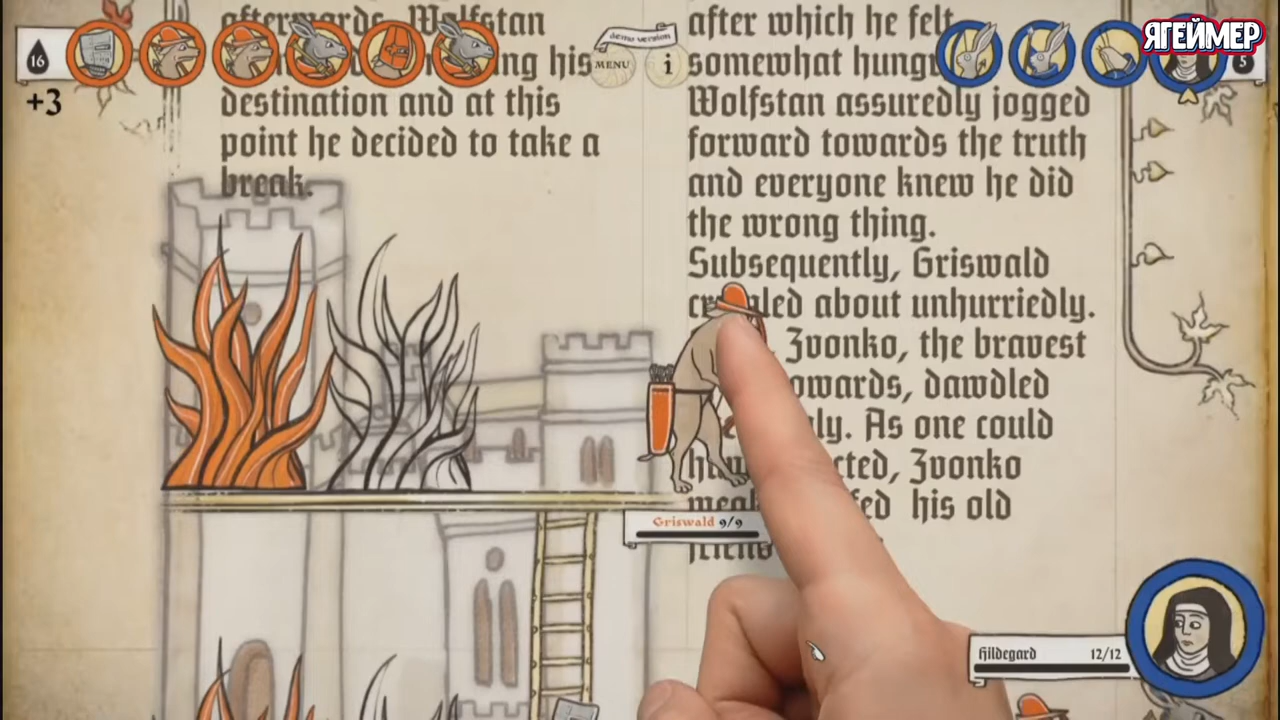 afterwards, Wolfstan
ng his
destination and at this
point he decided to take a
break.
16
+3
demo version
MENU
i
after which he felt
somewhat hung
Wolfstan assuredly jogged
forward towards the truth
and everyone knew he did
the wrong thing.
Subsequently, Griswald
led about unhurriedly.
Zvonko, the bravest
owards, dawdled
ly. As one could
cted, Zvonko
his old
ЯГЕЙМЕР
5
Griswald 9/9
Hildegard 12/12